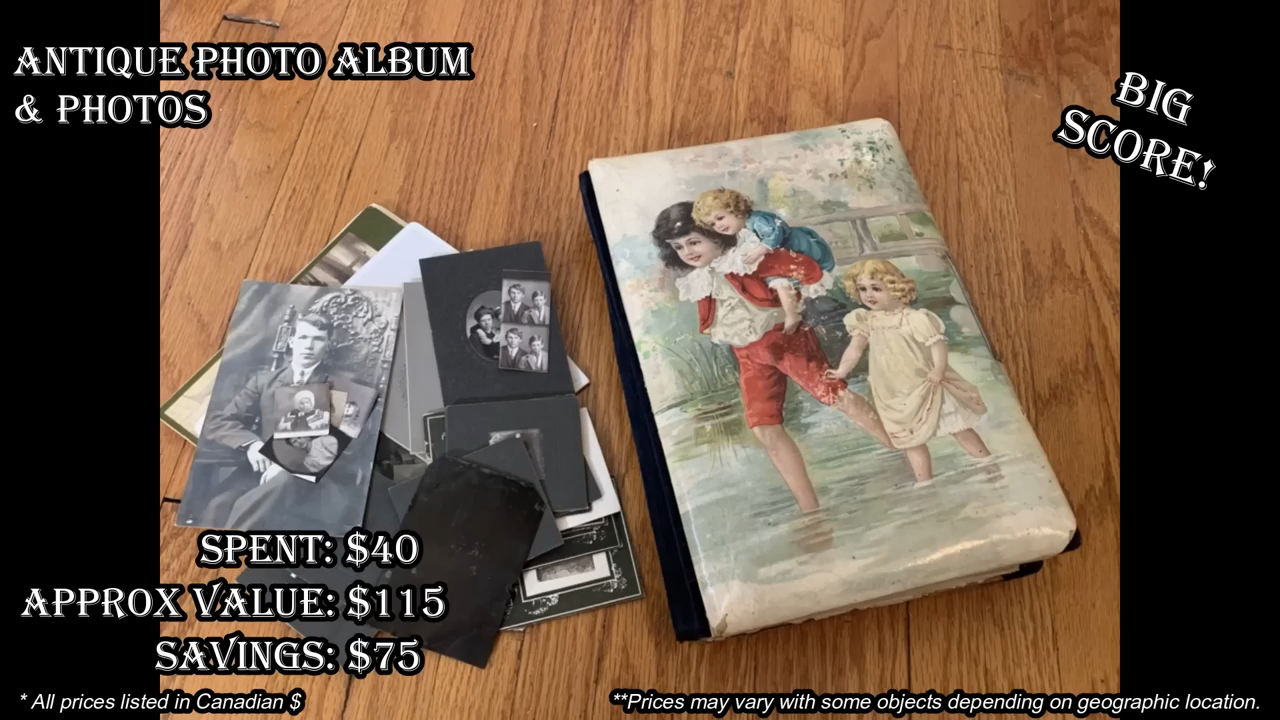 ANTIQUE PHOTO ALBUM
& PHOTOS
BIG
SCORE!
SPENT: $40
APPROX VALUE: $115
SAVINGS: $75
* All prices listed in Canadian $
**Prices may vary with some objects depending on geographic location.